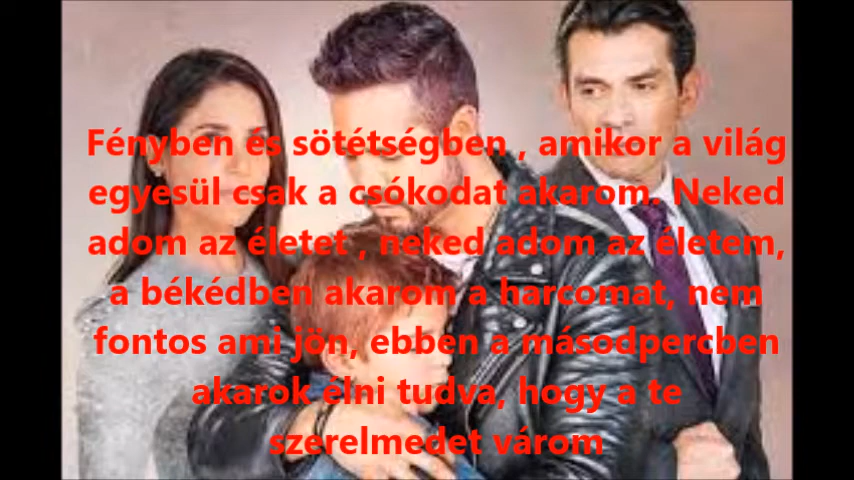 Fényben és sötétségben , amikor a világ
egyesül csak a csókodat akarom. Neked
adom az életet , neked adom az életem,
a békédben akarom a harcomat, nem
fontos ami jön, ebben a másodpercben
akarok élni tudva, hogy a te
szerelmedet várom